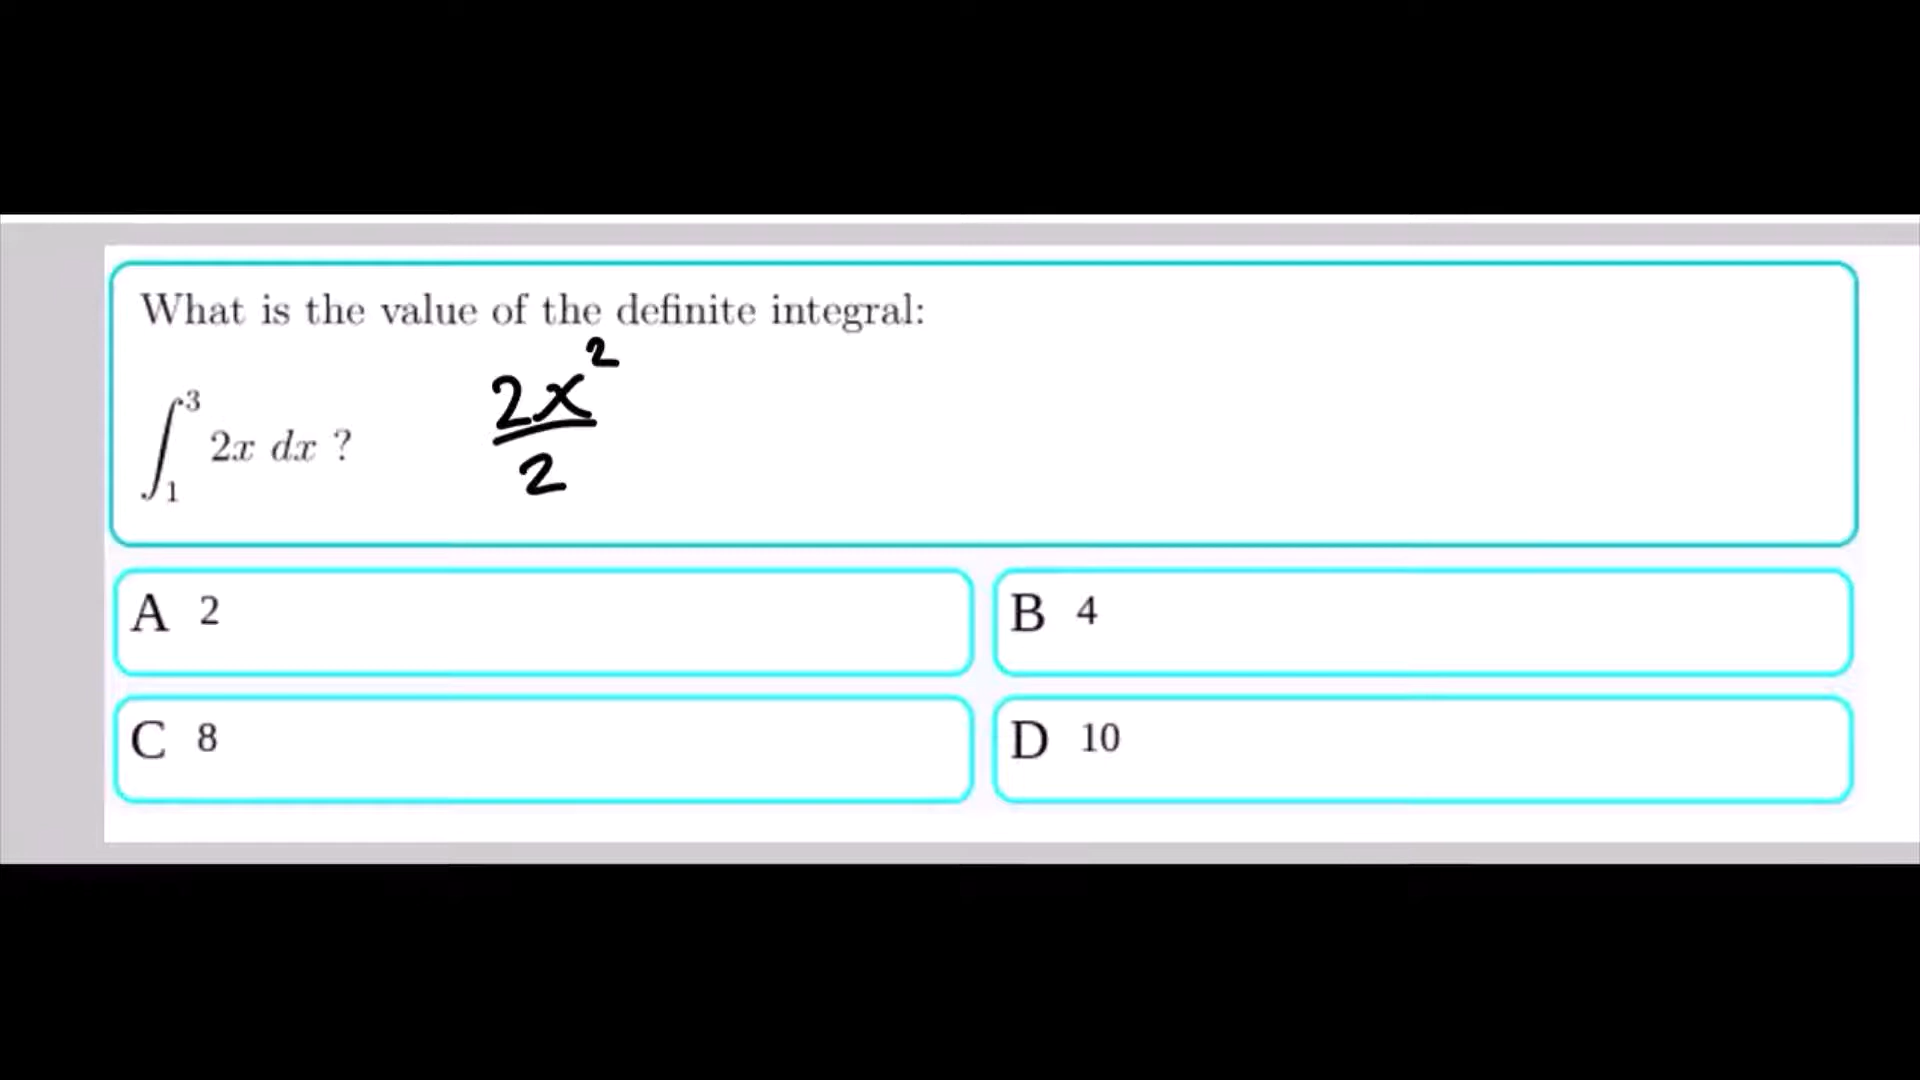 What is the value of the definite integral:
∫₁³ 2x dx ?
2x²
2
A 2
B 4
C 8
D 10